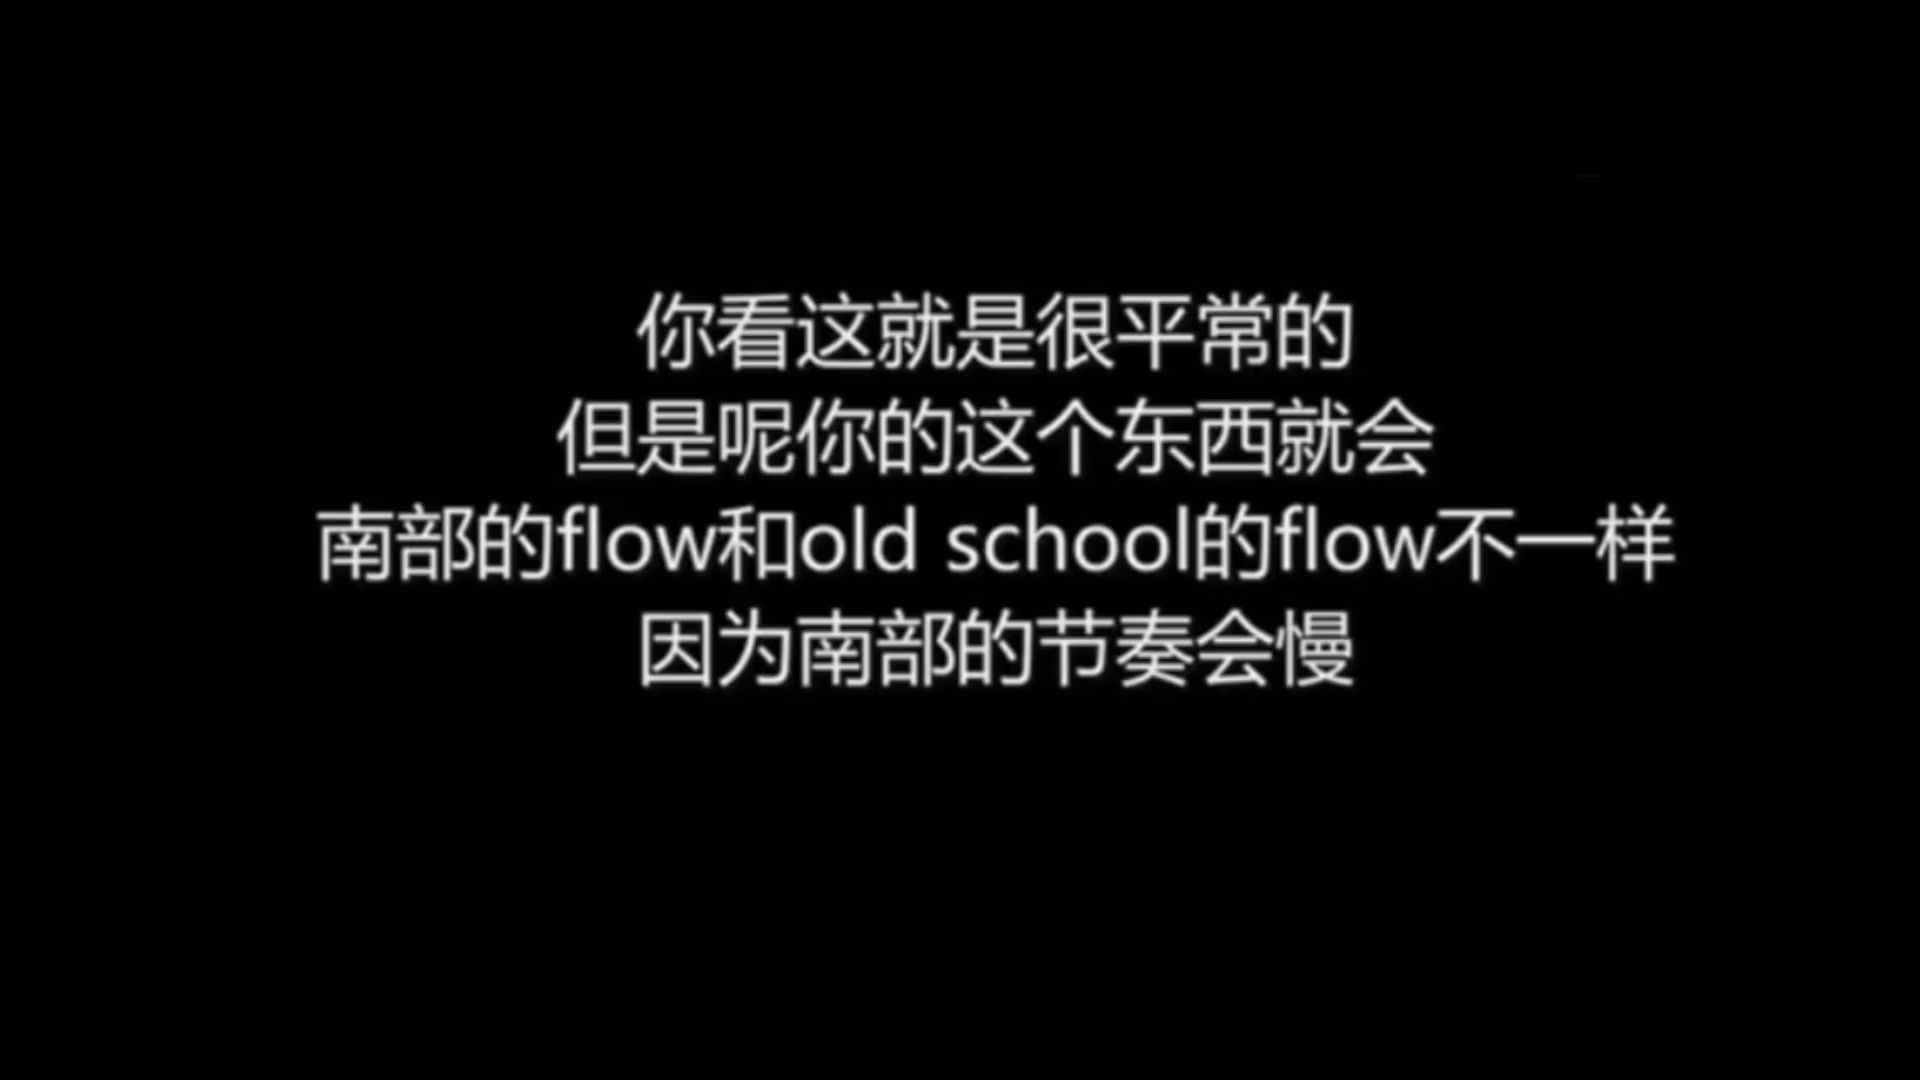 你看这就是很平常的
但是呢你的这个东西就会
南部的flow和old school的flow不一样
因为南部的节奏会慢